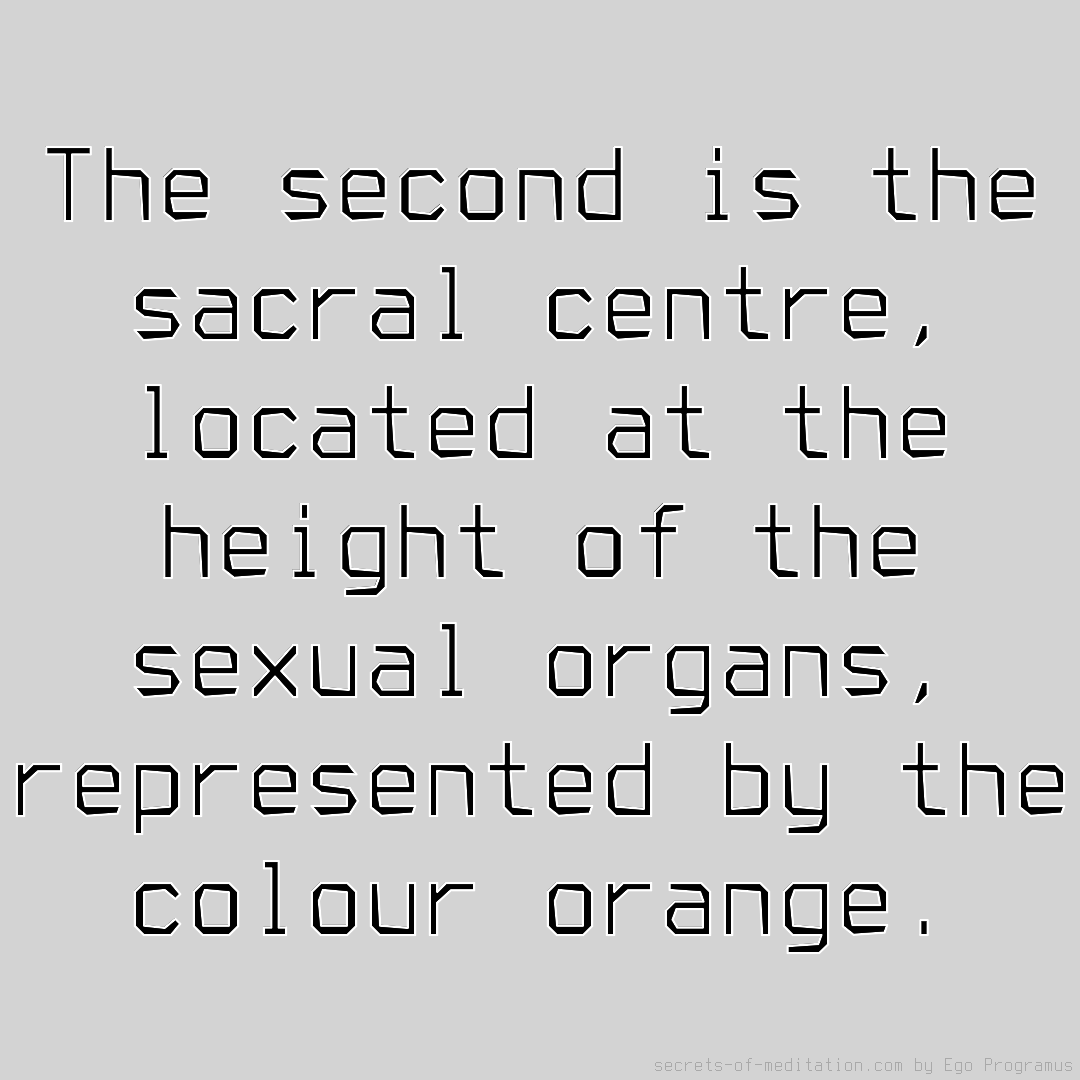 The second is the
sacral centre,
located at the
height of the
sexual organs,
represented by the
colour orange.
secrets-of-meditation.com by Ego Programus